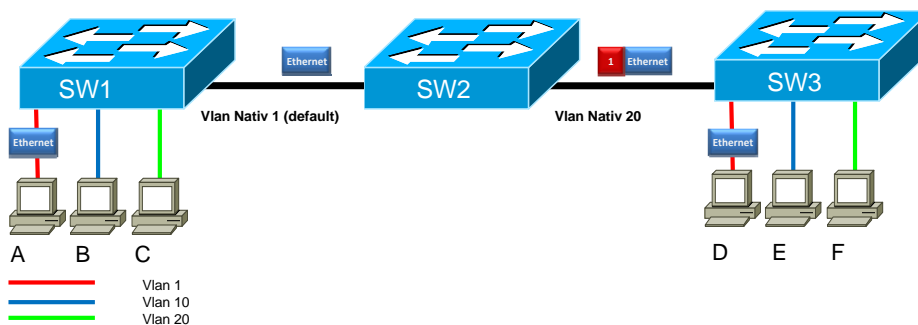 Ethernet
1 Ethernet
SW1
SW2
SW3
Vlan Nativ 1 (default)
Vlan Nativ 20
Ethernet
Ethernet
A
B
C
D
E
F
Vlan 1
Vlan 10
Vlan 20